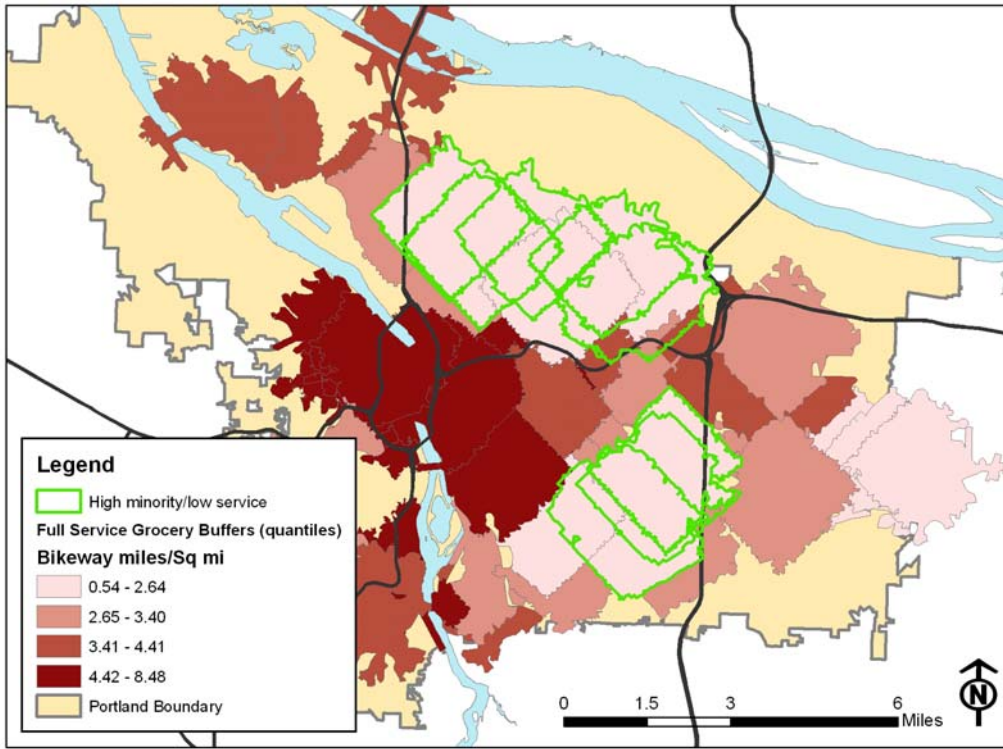 Legend
High minority/low service
Full Service Grocery Buffers (quantiles)
Bikeway miles/Sq mi
0.54 - 2.64
2.65 - 3.40
3.41 - 4.41
4.42 - 8.48
Portland Boundary
0 1.5 3 6
Miles
N